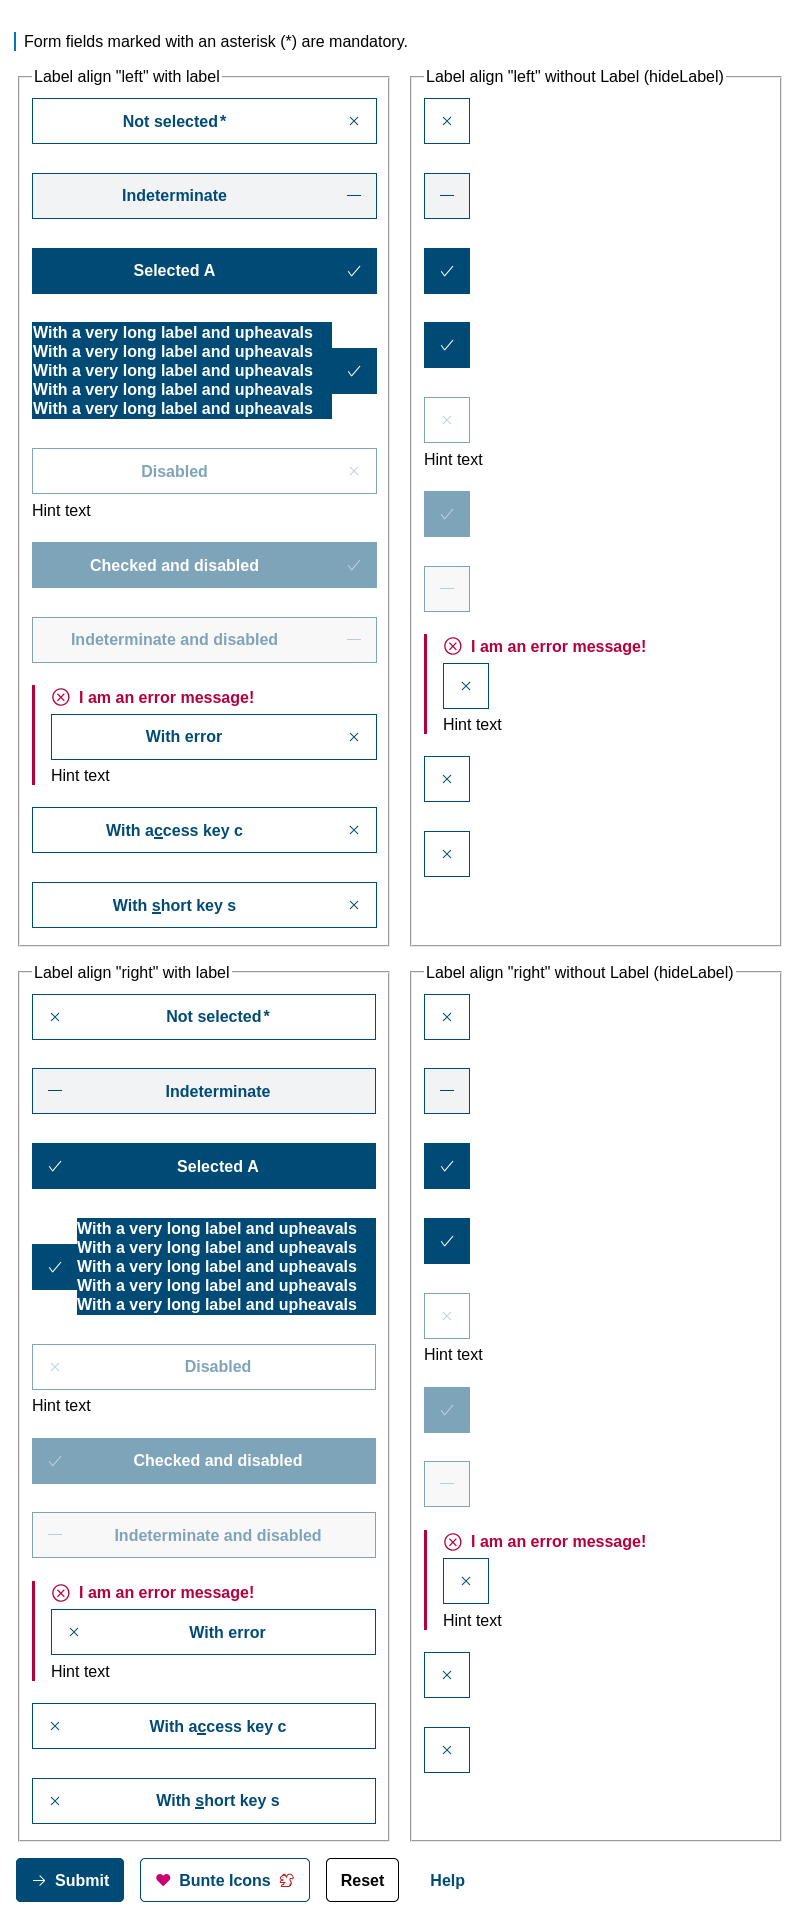 Form fields marked with an asterisk (*) are mandatory.
Label align "left" with label
Not selected*
Indeterminate
Selected A
With a very long label and upheavals
With a very long label and upheavals
With a very long label and upheavals
With a very long label and upheavals
With a very long label and upheavals
Disabled
Hint text
Checked and disabled
Indeterminate and disabled
I am an error message!
With error
Hint text
With access key c
With short key s
Label align "left" without Label (hideLabel)
Hint text
I am an error message!
Hint text
Label align "right" with label
Not selected*
Indeterminate
Selected A
With a very long label and upheavals
With a very long label and upheavals
With a very long label and upheavals
With a very long label and upheavals
With a very long label and upheavals
Disabled
Hint text
Checked and disabled
Indeterminate and disabled
I am an error message!
With error
Hint text
With access key c
With short key s
Label align "right" without Label (hideLabel)
Hint text
I am an error message!
Hint text
Submit Bunte Icons Reset Help